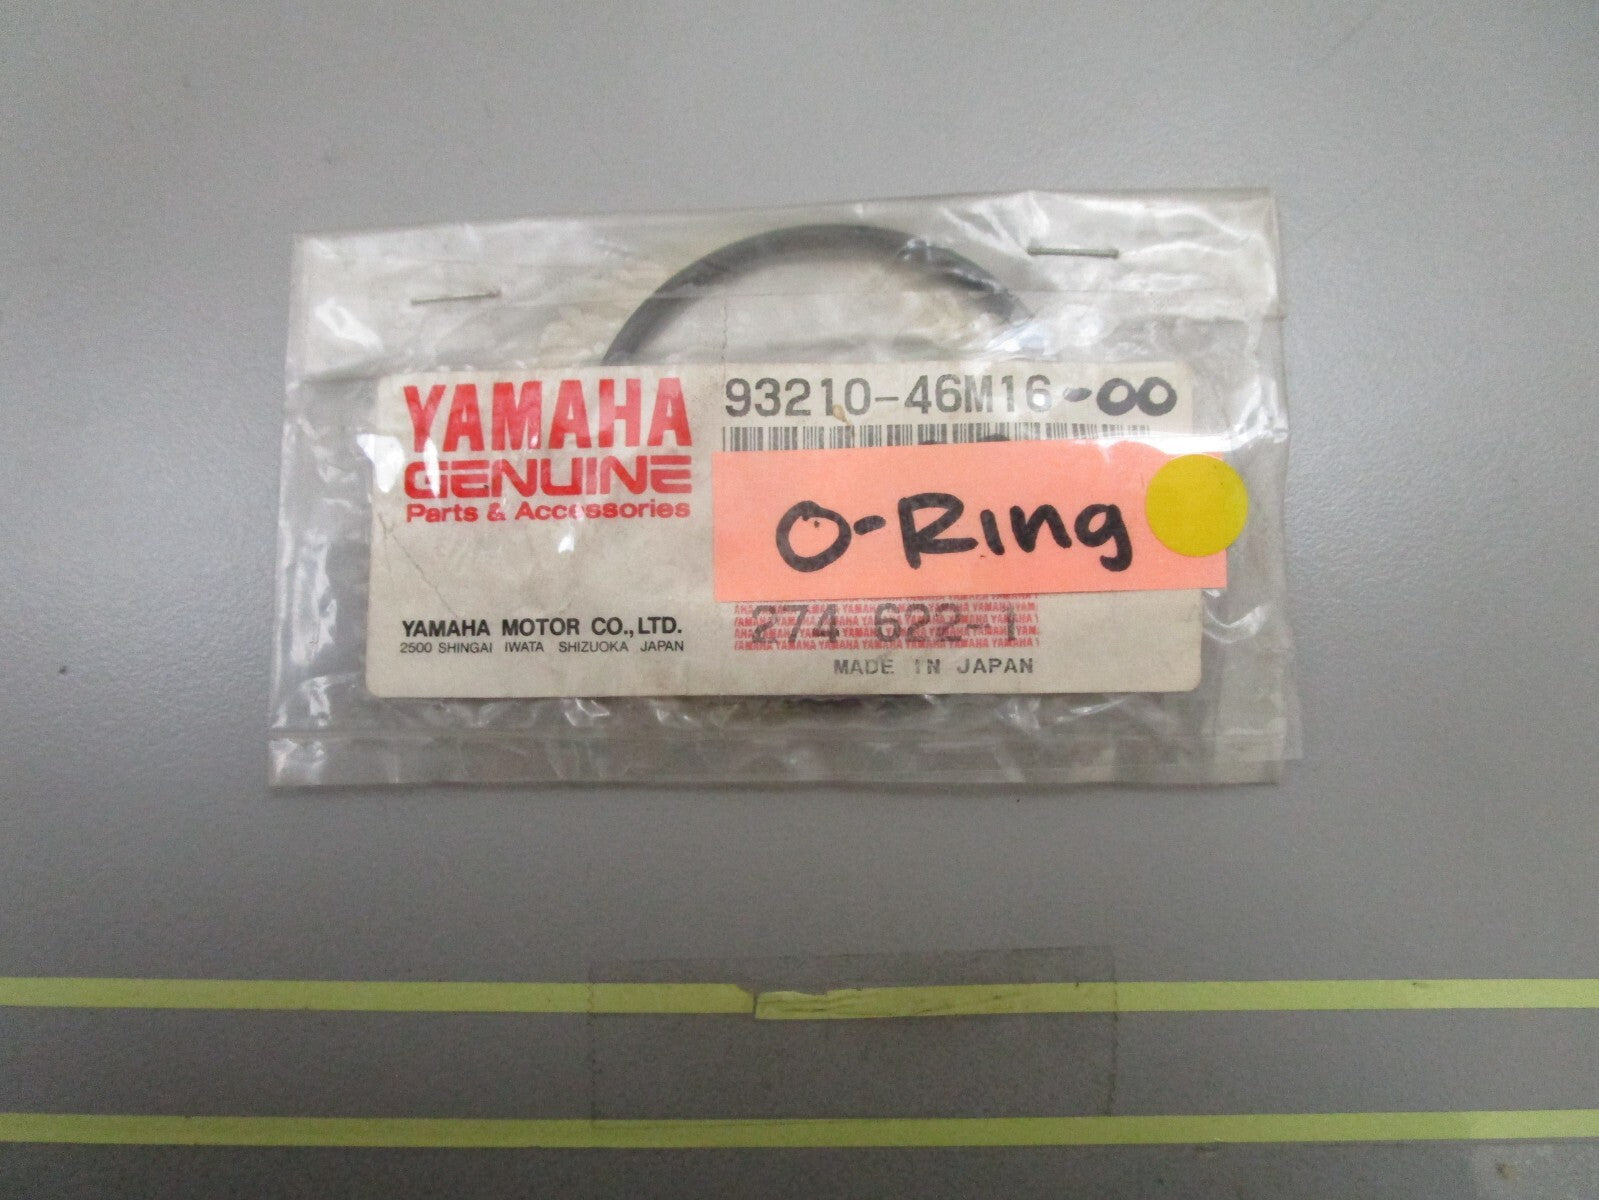 YAMAHA
GENUINE
Parts & Accessories
YAMAHA MOTOR CO., LTD.
2500 SHINGAI IWATA SHIZUOKA JAPAN
93210-46M16-00
O-Ring
274 622-1
MADE IN JAPAN